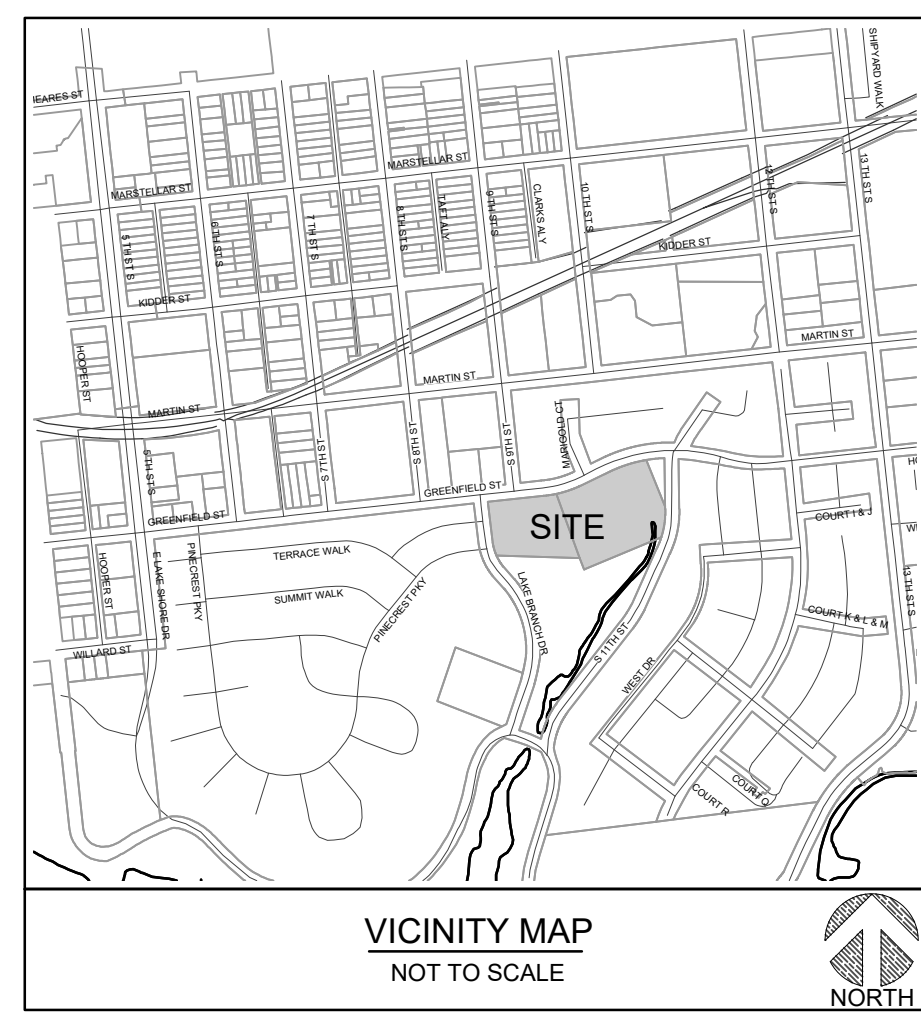 SHIPYARD WALK
MEARES ST
MARSTELLAR ST
MARSTELLAR ST
5 TH ST S
6 TH ST S
7 TH ST S
8 TH ST S
TAFT ALY
9 TH ST S
CLARKS ALY
10 TH ST S
12 TH ST S
13 TH ST S
KIDDER ST
KIDDER ST
HOOPER ST
MARTIN ST
MARTIN ST
MARTIN ST
5 TH ST S
S 7TH ST
S 8TH ST
S 9TH ST
MARIGOLD CT
GREENFIELD ST
GREENFIELD ST
SITE
COURT I & J
HOOPER ST
E LAKE SHORE DR
PINECREST PKY
TERRACE WALK
SUMMIT WALK
PINECREST PKY
LAKE BRANCH DR
S 11TH ST
WEST DR
13 TH ST S
COURT K & L & M
WILLARD ST
COURT R
COURT Q
VICINITY MAP
NOT TO SCALE
NORTH